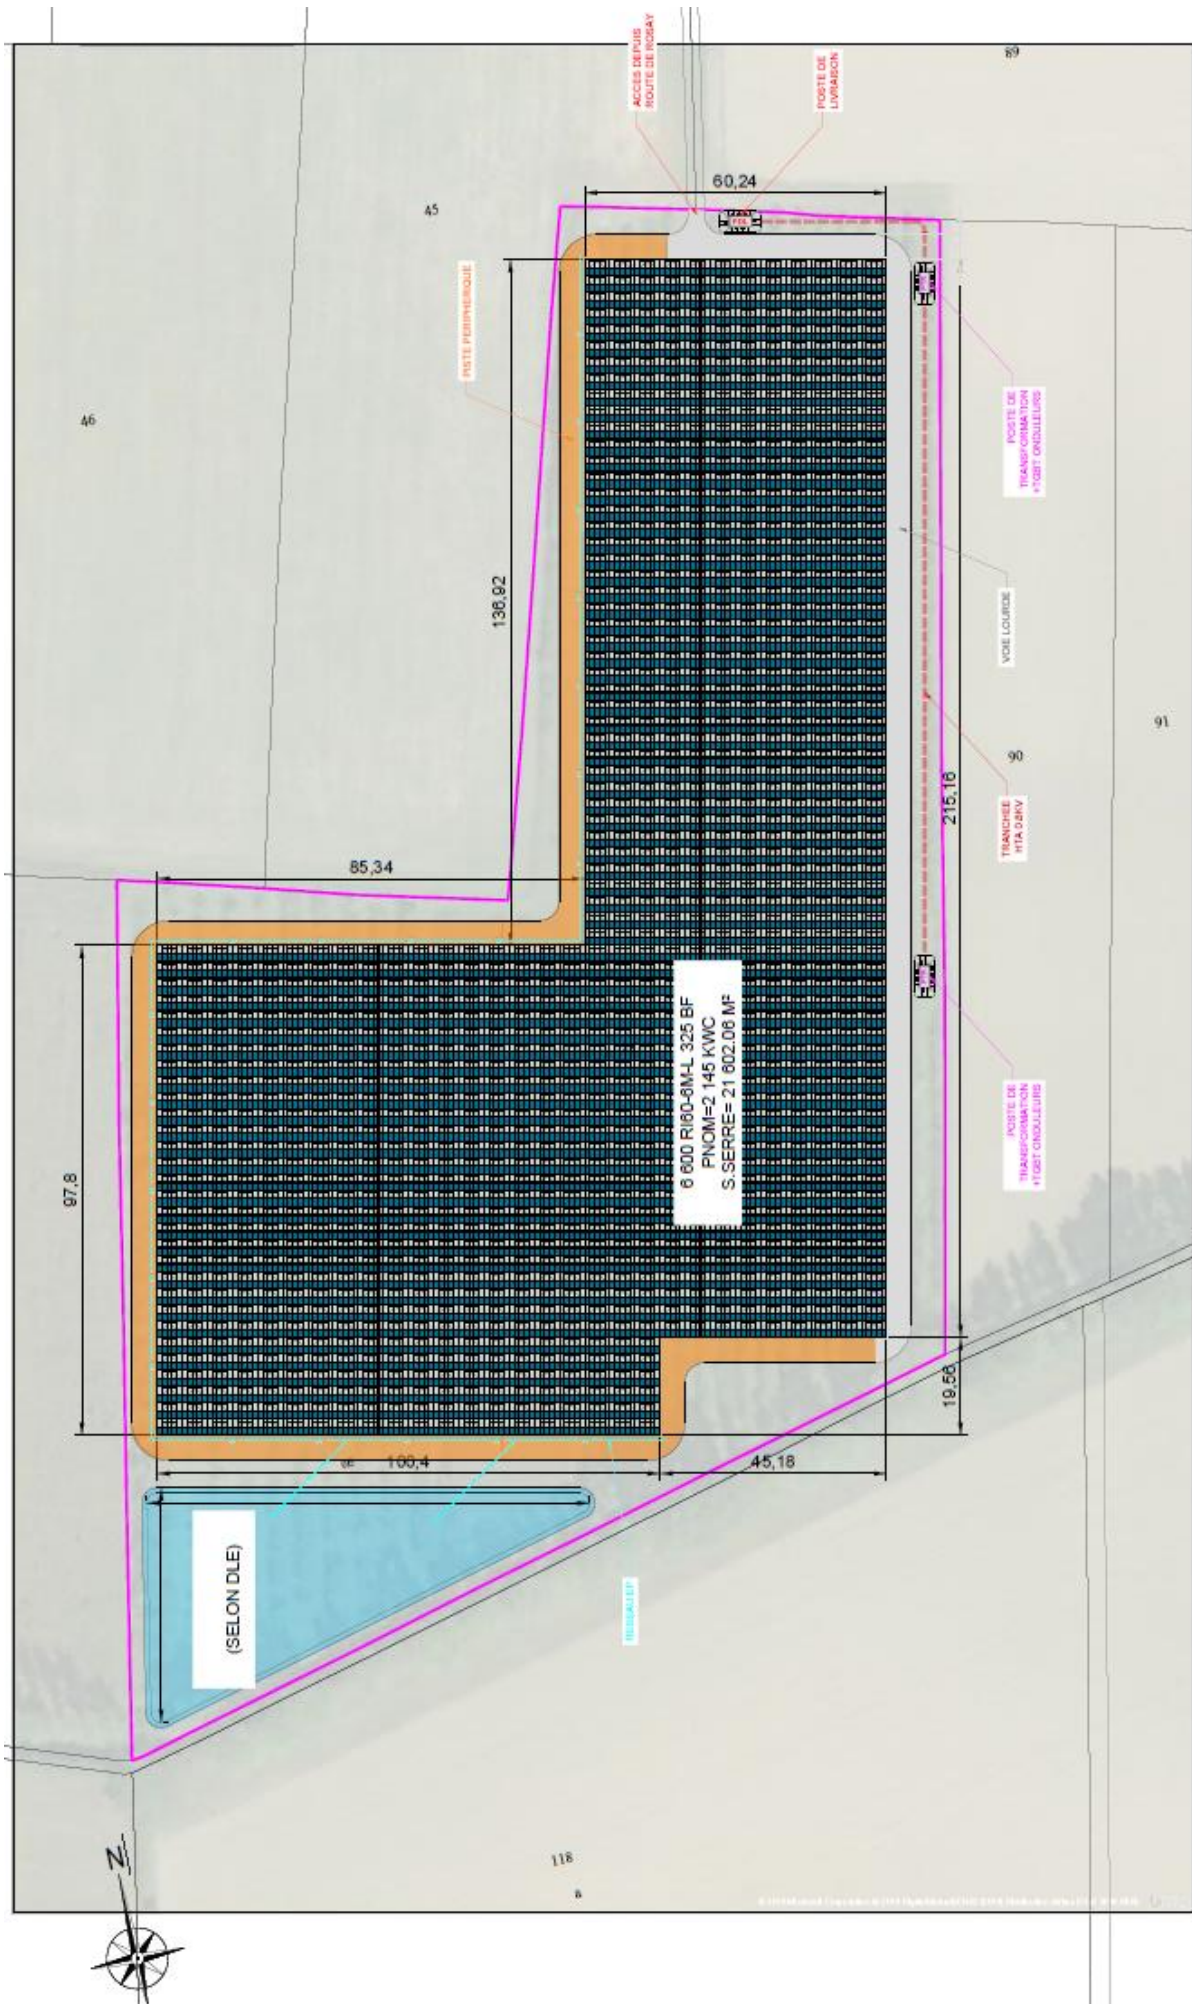 ACCES DEPUIS
ROUTE DE ROSAY
POSTE DE
LIVRAISON
89
60,24
45
PDL
PISTE PERIPHERIQUE
46
POSTE DE
TRANSFORMATION
+TGBT ONDULEURS
136,92
VOIE LOURDE
91
90
215,16
TRANCHEE
HTA
85,34
6 600 RI60-6M-L 325 BF
PNOM=2 145 KWC
S.SERRE= 21 602.06 M²
97,8
POSTE DE
TRANSFORMATION
+TGBT ONDULEURS
19,56
100,4
45,18
(SELON DLE)
RESEAU EP
N
118